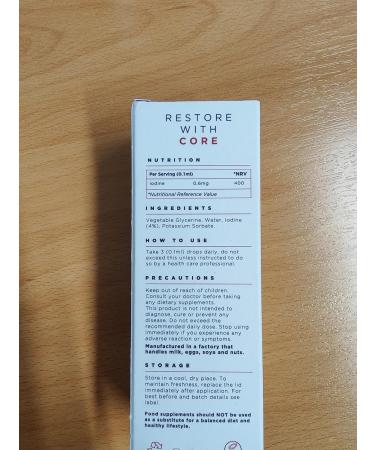 RESTORE
WITH
CORE
NUTRITION
Per Serving (0.1ml) *NRV
Iodine 0.6mg 400
*Nutritional Reference Value
INGREDIENTS
Vegetable Glycerine, Water, Iodine
(4%), Potassium Sorbate.
HOW TO USE
Take 3 (0.1ml) drops daily, do not
exceed this unless instructed to do
so by a health care professional.
PRECAUTIONS
Keep out of reach of children.
Consult your doctor before taking
any dietary supplements.
This product is not intended to
diagnose, cure or prevent any
disease. Do not exceed the
recommended daily dose. Stop using
immediately if you experience any
adverse reaction or symptoms.
Manufactured in a factory that
handles milk, eggs, soya and nuts.
STORAGE
Store in a cool, dry place. To
maintain freshness, replace the lid
immediately after application. For
best before and batch details see
label.
Food supplements should NOT be used
as a substitute for a balanced diet and
healthy lifestyle.